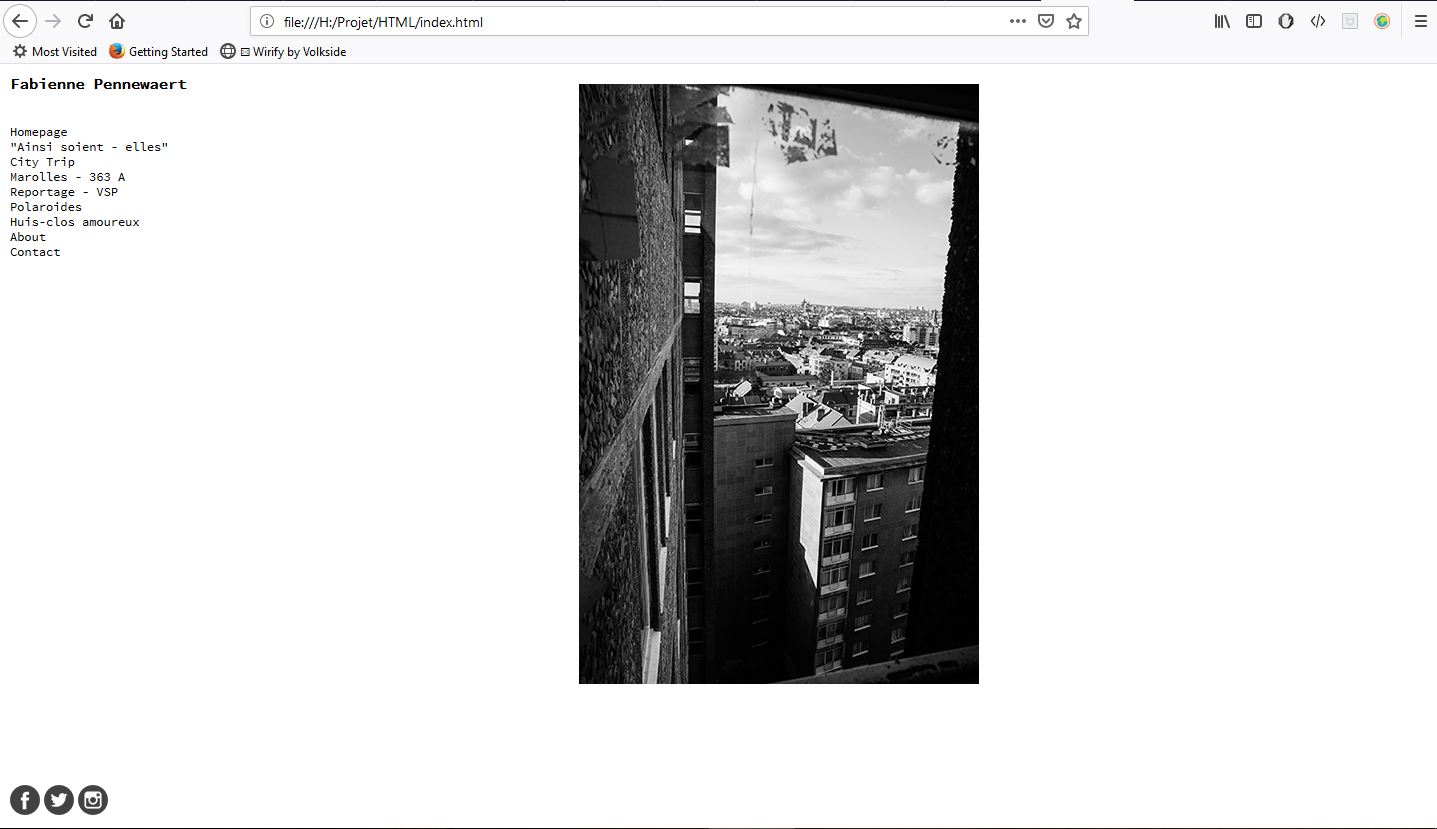 file:///H:/Projet/HTML/index.html
Most Visited Getting Started Wirify by Volkside
Fabienne Pennewaert
Homepage
"Ainsi soient - elles"
City Trip
Marolles - 363 A
Reportage - VSP
Polaroides
Huis-clos amoureux
About
Contact